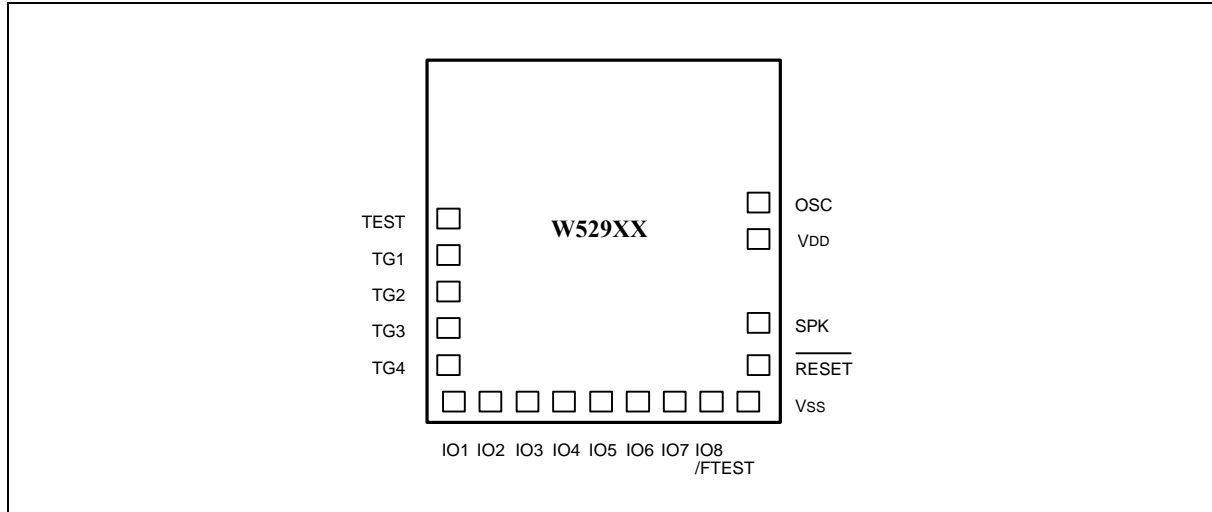 W529XX
TEST
TG1
TG2
TG3
TG4
OSC
VDD
SPK
RESET
VSS
IO1 IO2 IO3 IO4 IO5 IO6 IO7 IO8
/FTEST